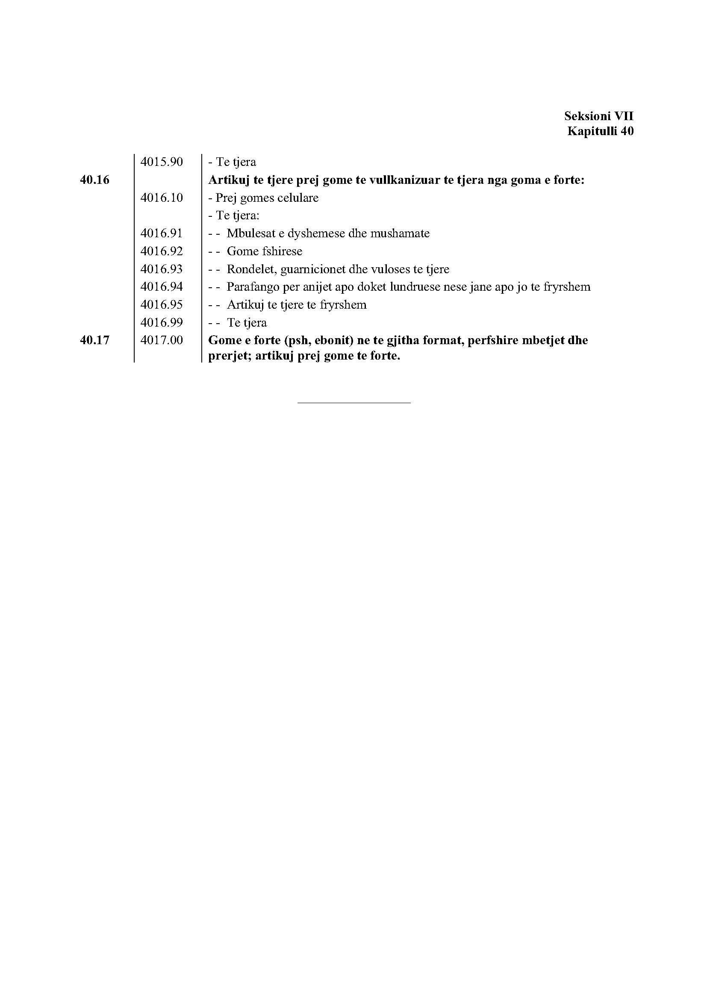 Seksioni VII
Kapitulli 40
4015.90 - Te tjera
40.16 Artikuj te tjere prej gome te vullkanizuar te tjera nga goma e forte:
4016.10 - Prej gomes celulare
- Te tjera:
4016.91 - - Mbulesat e dyshemese dhe mushamate
4016.92 - - Gome fshirese
4016.93 - - Rondelet, guarnicionet dhe vuloses te tjere
4016.94 - - Parafango per anijet apo doket lundruese nese jane apo jo te fryrshem
4016.95 - - Artikuj te tjere te fryrshem
4016.99 - - Te tjera
40.17 4017.00 Gome e forte (psh, ebonit) ne te gjitha format, perfshire mbetjet dhe
prerjet; artikuj prej gome te forte.